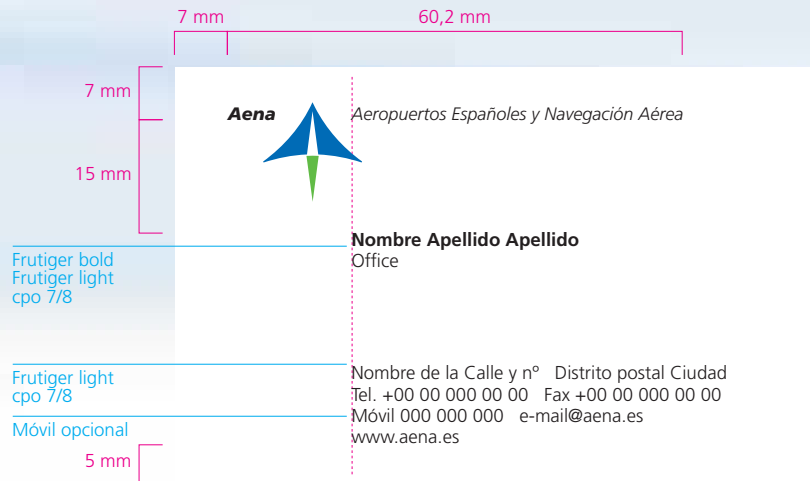 7 mm 60,2 mm
7 mm
Aena Aeropuertos Españoles y Navegación Aérea
15 mm
Nombre Apellido Apellido
Office
Frutiger bold
Frutiger light
cpo 7/8
Nombre de la Calle y nº Distrito postal Ciudad
Tel. +00 00 000 00 00 Fax +00 00 000 00 00
Móvil 000 000 000 e-mail@aena.es
www.aena.es
Frutiger light
cpo 7/8
Móvil opcional
5 mm